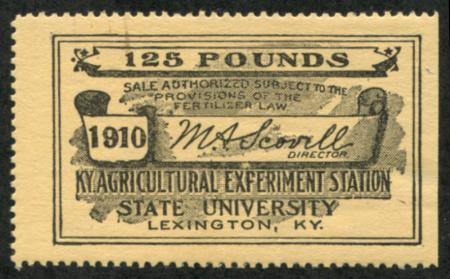 125 POUNDS
SALE AUTHORIZED SUBJECT TO THE
PROVISIONS OF THE
FERTILIZER LAW
1910
M A Scovell
DIRECTOR
KY. AGRICULTURAL EXPERIMENT STATION
STATE UNIVERSITY
LEXINGTON, KY.